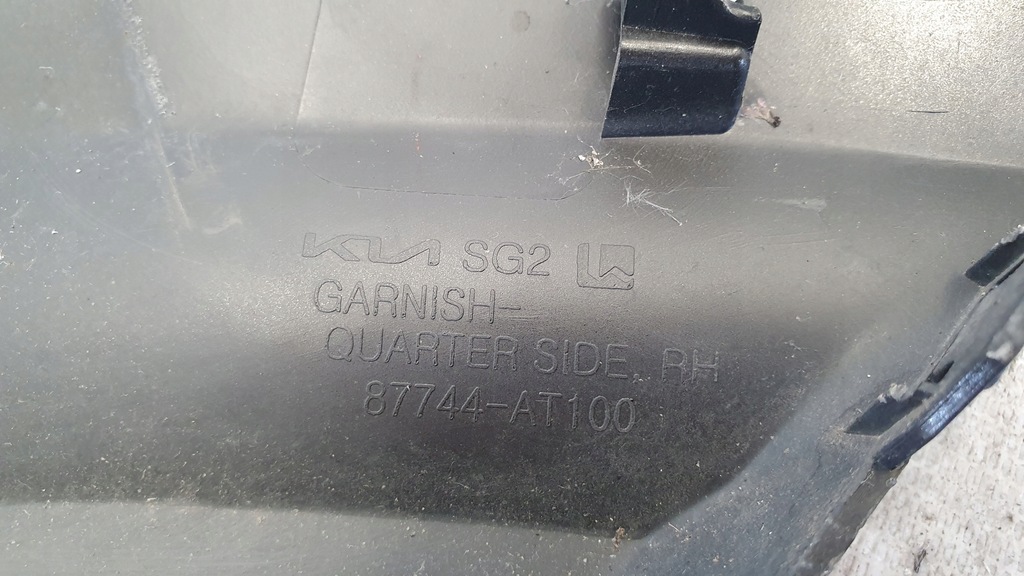 KIA SG2
GARNISH-
QUARTER SIDE, RH
87744-AT100